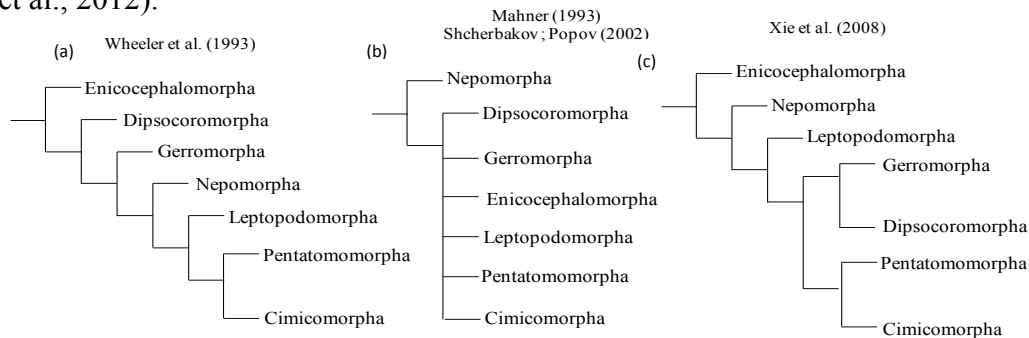 et al., 2012).
(a) Wheeler et al. (1993)
Enicocephalomorpha
Dipsocoromorpha
Gerromorpha
Nepomorpha
Leptopodomorpha
Pentatomomorpha
Cimicomorpha
(b) Mahner (1993)
Shcherbakov ; Popov (2002)
Nepomorpha
Dipsocoromorpha
Gerromorpha
Enicocephalomorpha
Leptopodomorpha
Pentatomomorpha
Cimicomorpha
(c) Xie et al. (2008)
Enicocephalomorpha
Nepomorpha
Leptopodomorpha
Gerromorpha
Dipsocoromorpha
Pentatomomorpha
Cimicomorpha